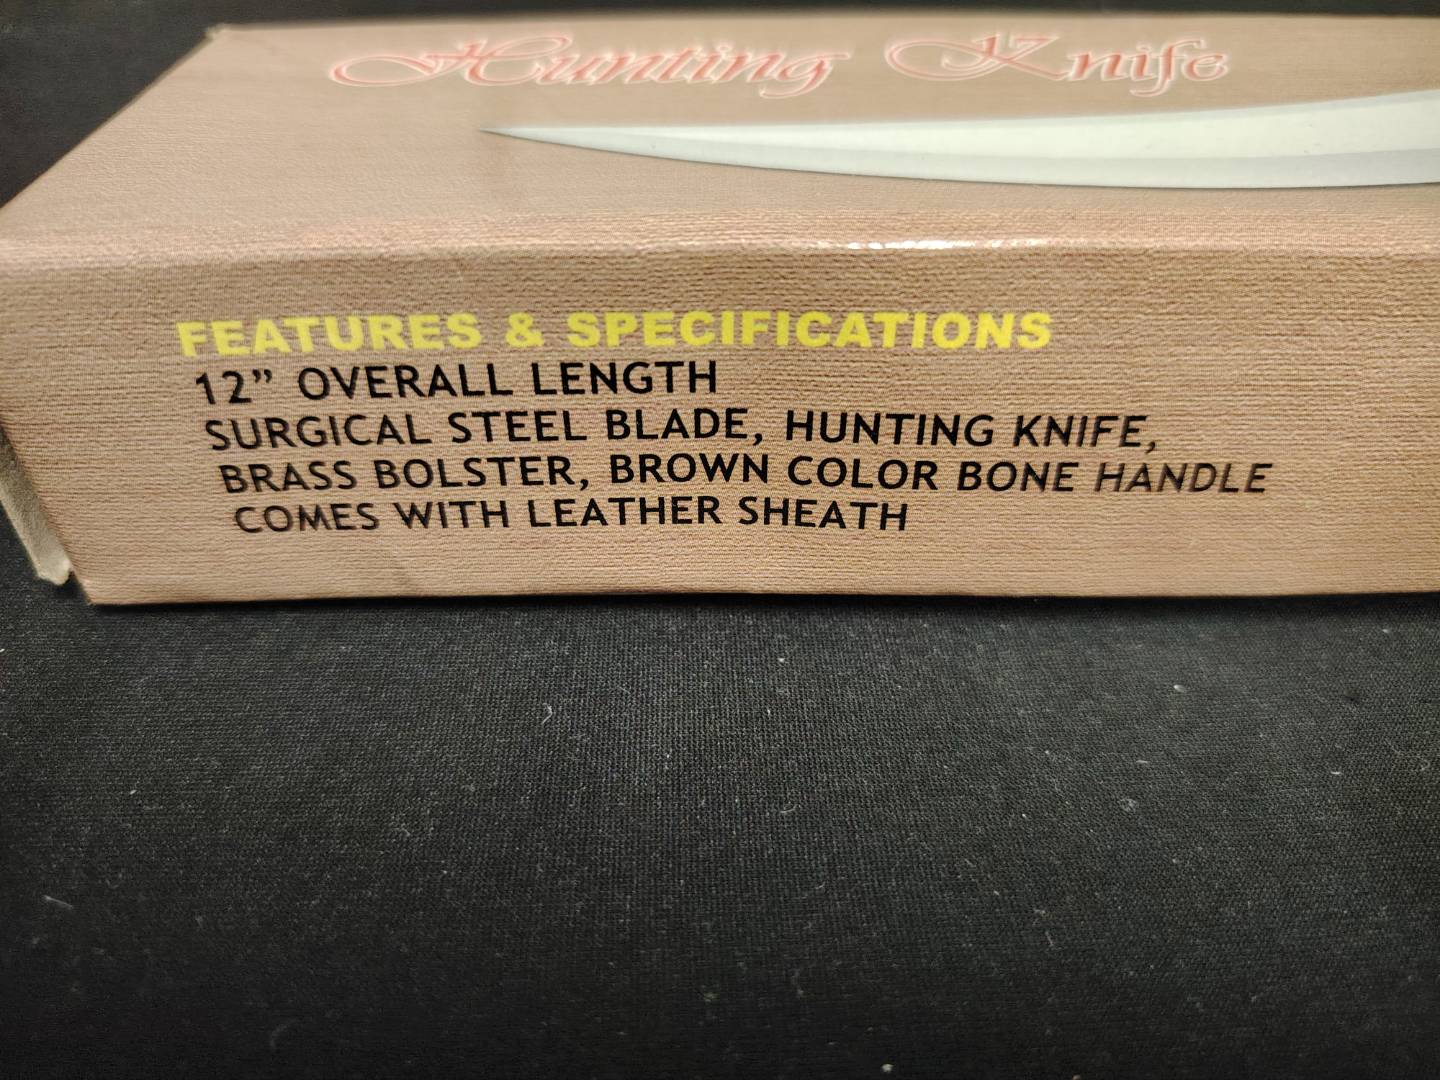 Hunting Knife
FEATURES & SPECIFICATIONS
12” OVERALL LENGTH
SURGICAL STEEL BLADE, HUNTING KNIFE,
BRASS BOLSTER, BROWN COLOR BONE HANDLE
COMES WITH LEATHER SHEATH